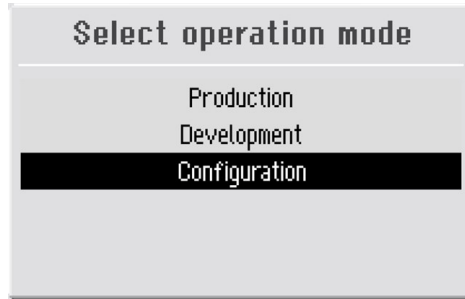 Select operation mode
Production
Development
Configuration